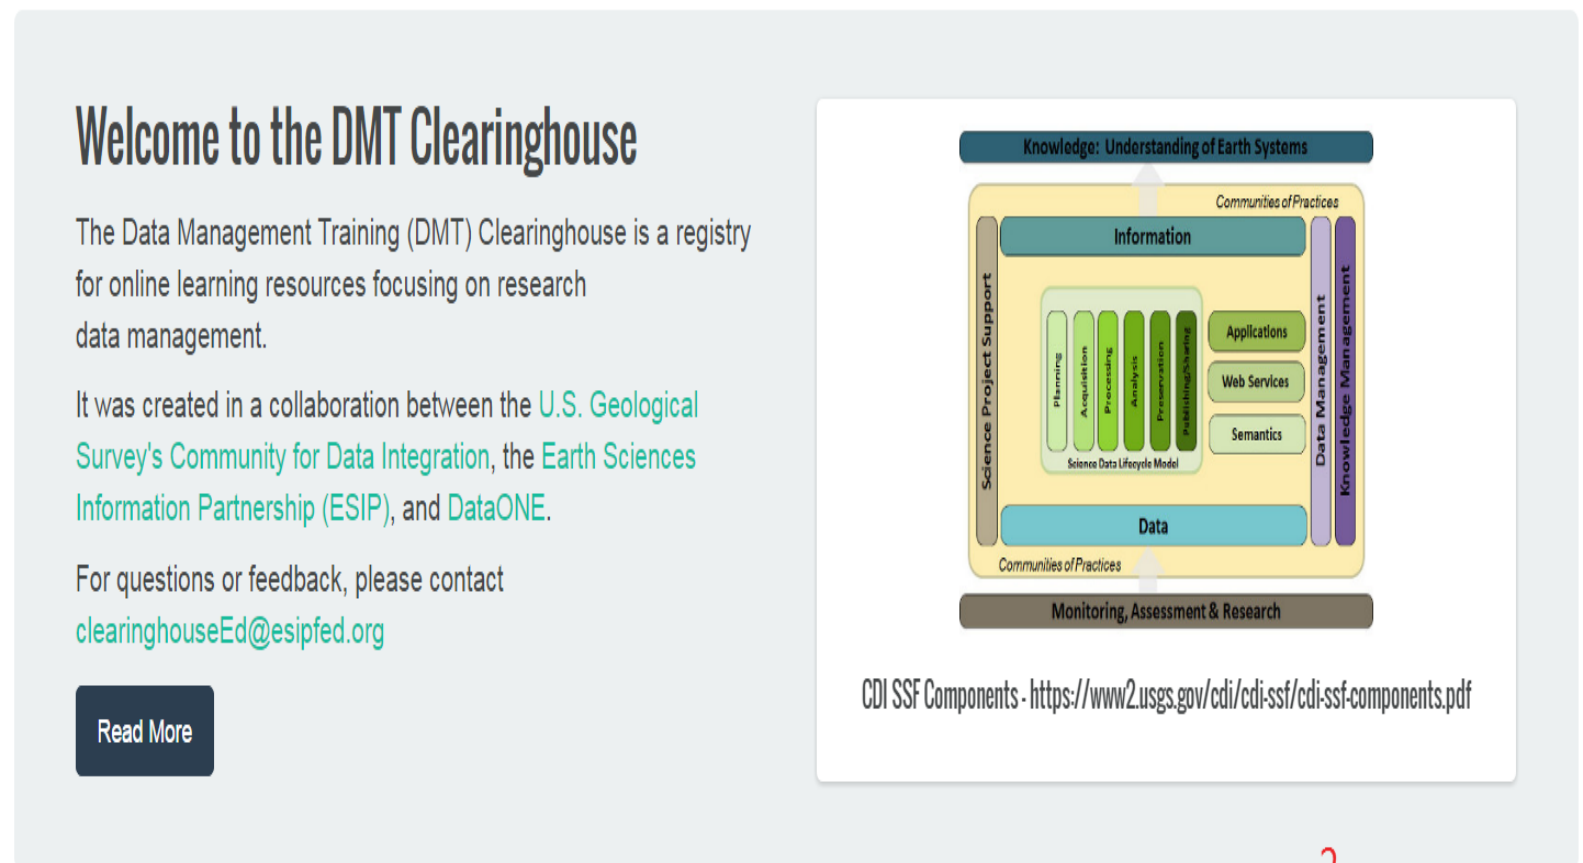 Welcome to the DMT Clearinghouse
The Data Management Training (DMT) Clearinghouse is a registry
for online learning resources focusing on research
data management.
It was created in a collaboration between the U.S. Geological
Survey's Community for Data Integration, the Earth Sciences
Information Partnership (ESIP), and DataONE.
For questions or feedback, please contact
clearinghouseEd@esipfed.org
Read More
Knowledge: Understanding of Earth Systems
Communities of Practices
Information
Science Project Support
Planning
Acquisition
Processing
Analysis
Preservation
Publishing/Sharing
Science Data Lifecycle Model
Applications
Web Services
Semantics
Data Management
Knowledge Management
Data
Communities of Practices
Monitoring, Assessment & Research
CDI SSF Components - https://www2.usgs.gov/cdi/cdi-ssf/cdi-ssf-components.pdf